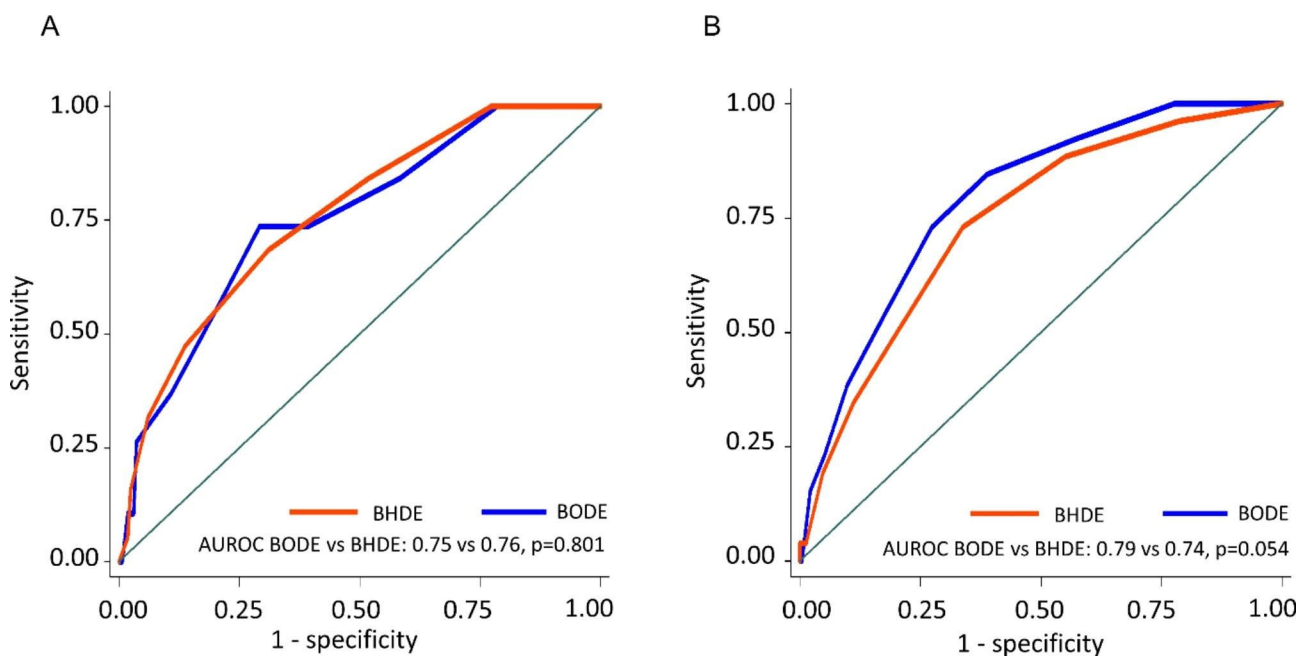 A
1.00
0.75
0.50
0.25
0.00
Sensitivity
BHDE BODE
AUROC BODE vs BHDE: 0.75 vs 0.76, p=0.801
0.00 0.25 0.50 0.75 1.00
1 - specificity
B
1.00
0.75
0.50
0.25
0.00
Sensitivity
BHDE BODE
AUROC BODE vs BHDE: 0.79 vs 0.74, p=0.054
0.00 0.25 0.50 0.75 1.00
1 - specificity